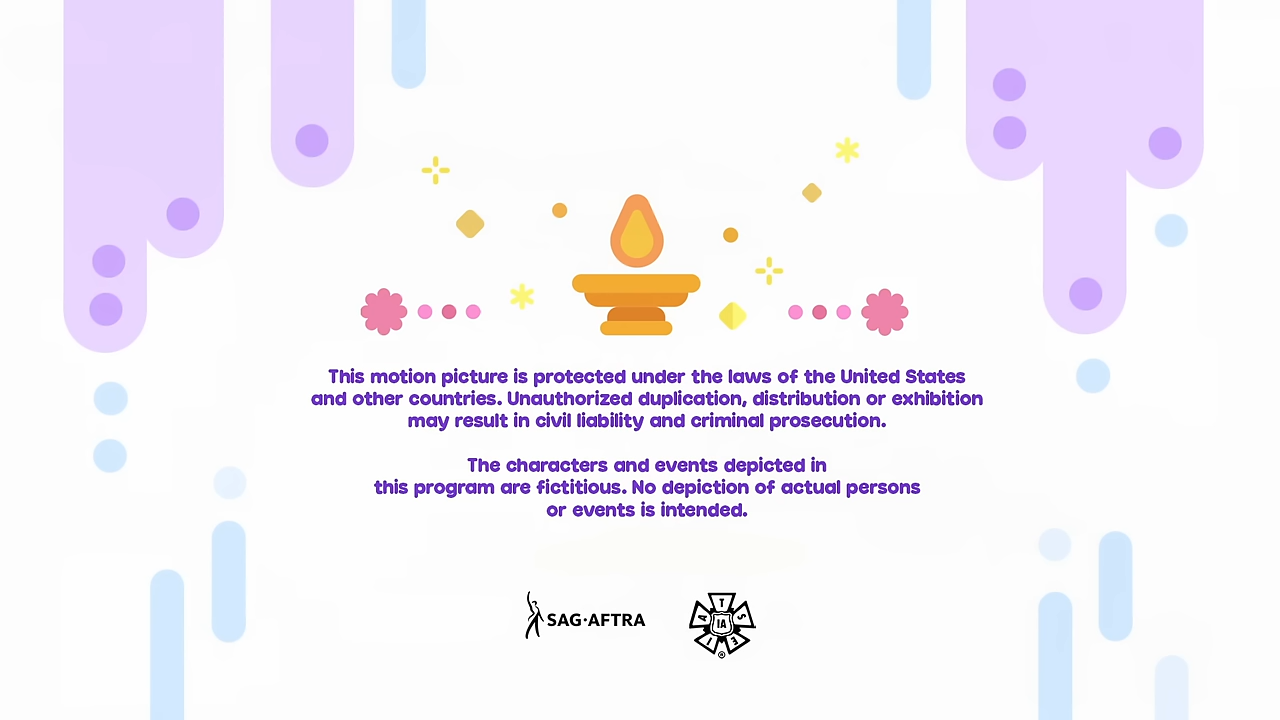 This motion picture is protected under the laws of the United States
and other countries. Unauthorized duplication, distribution or exhibition
may result in civil liability and criminal prosecution.
The characters and events depicted in
this program are fictitious. No depiction of actual persons
or events is intended.
SAG·AFTRA
I A T S E
IA
®